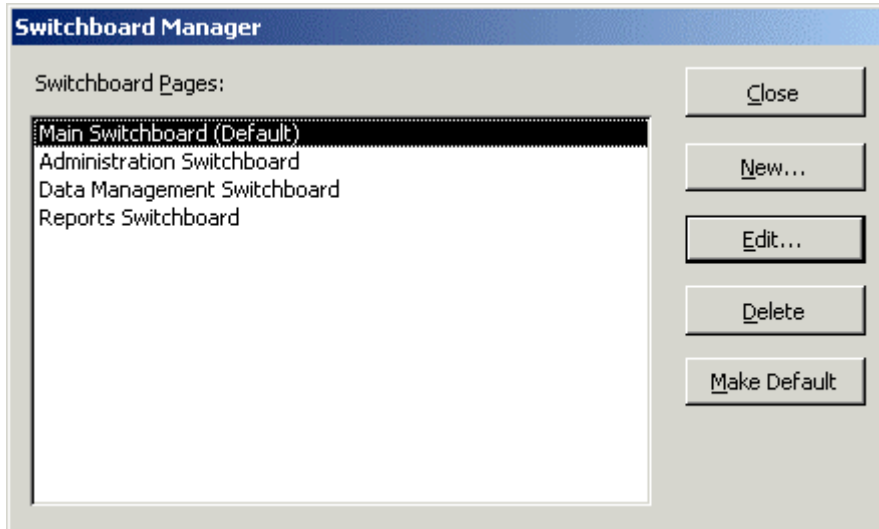 Switchboard Manager
Switchboard Pages:
Main Switchboard (Default)
Administration Switchboard
Data Management Switchboard
Reports Switchboard
Close
New...
Edit...
Delete
Make Default